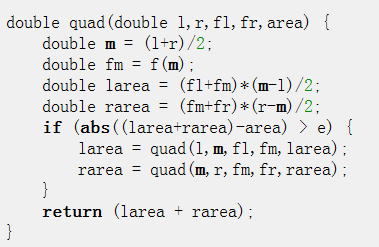 double quad(double l,r,fl,fr,area) {
    double m = (l+r)/2;
    double fm = f(m);
    double larea = (fl+fm)*(m-l)/2;
    double rarea = (fm+fr)*(r-m)/2;
    if (abs((larea+rarea)-area) > e) {
        larea = quad(l,m,fl,fm,larea);
        rarea = quad(m,r,fm,fr,rarea);
    }
    return (larea + rarea);
}